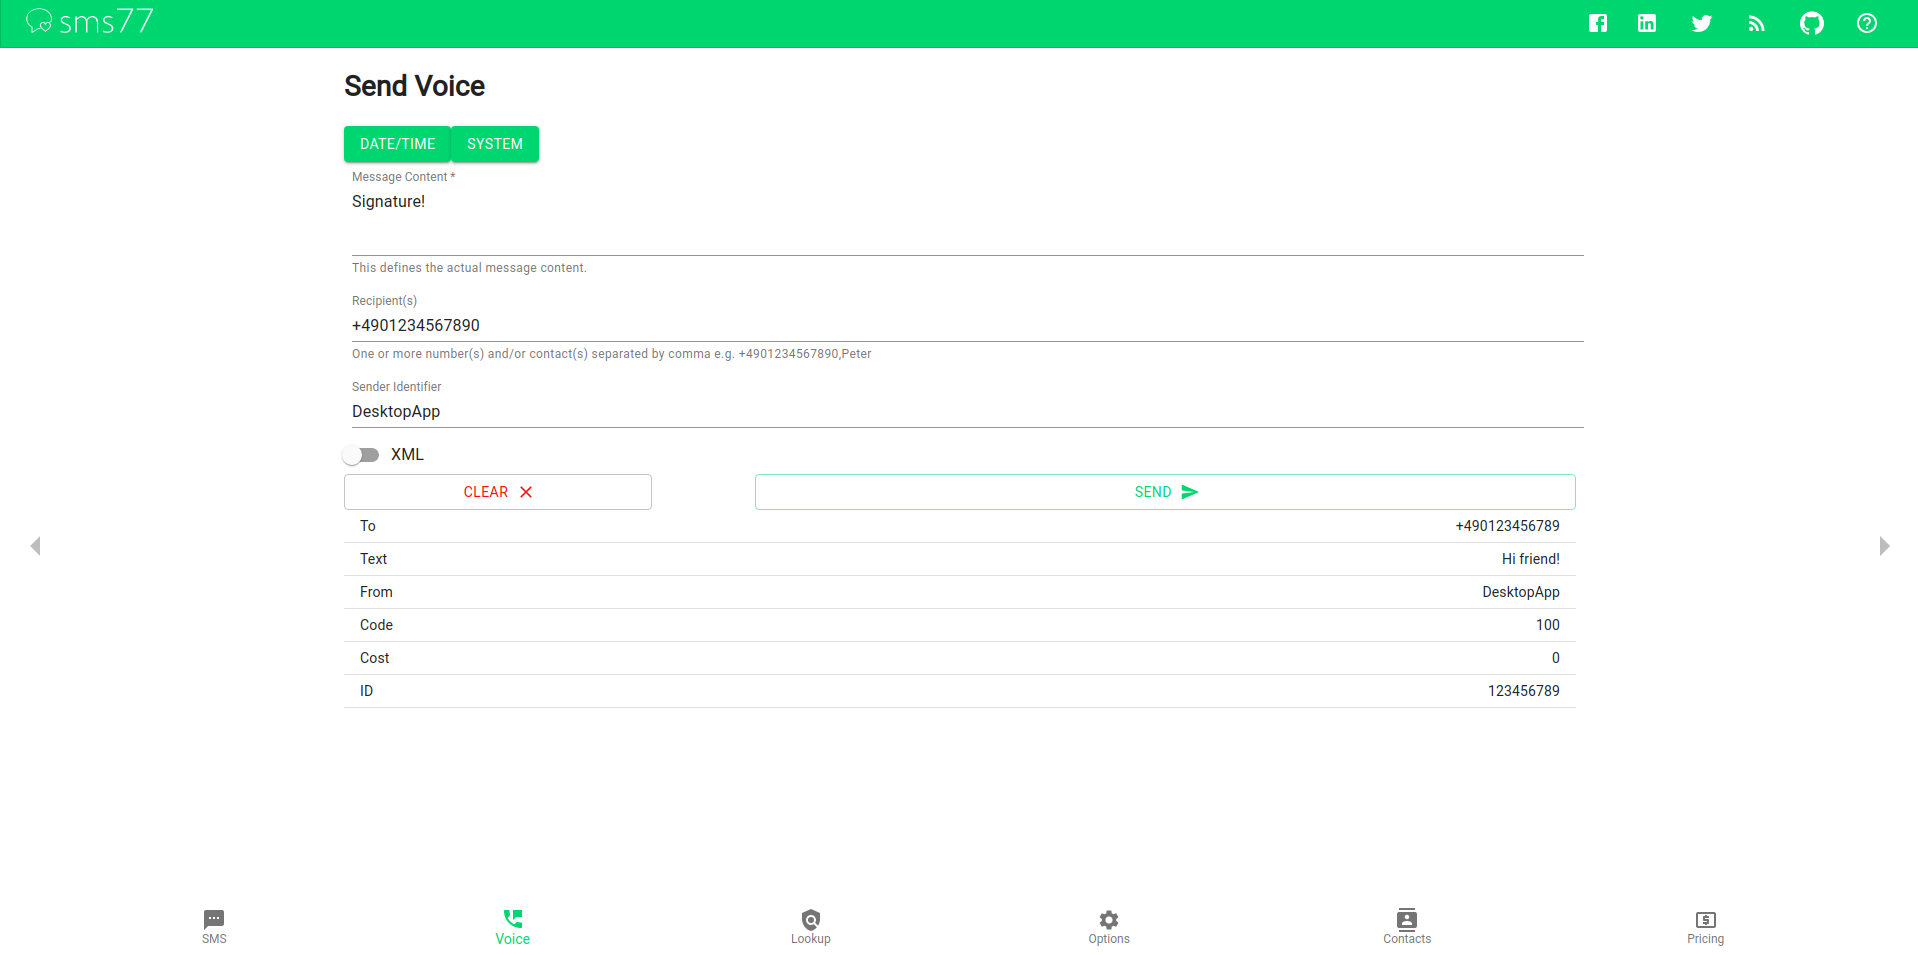 sms77
Send Voice
DATE/TIME SYSTEM
Message Content *
Signature!
This defines the actual message content.
Recipient(s)
+4901234567890
One or more number(s) and/or contact(s) separated by comma e.g. +4901234567890,Peter
Sender Identifier
DesktopApp
XML
CLEAR SEND
To +490123456789
Text Hi friend!
From DesktopApp
Code 100
Cost 0
ID 123456789
SMS Voice Lookup Options Contacts Pricing